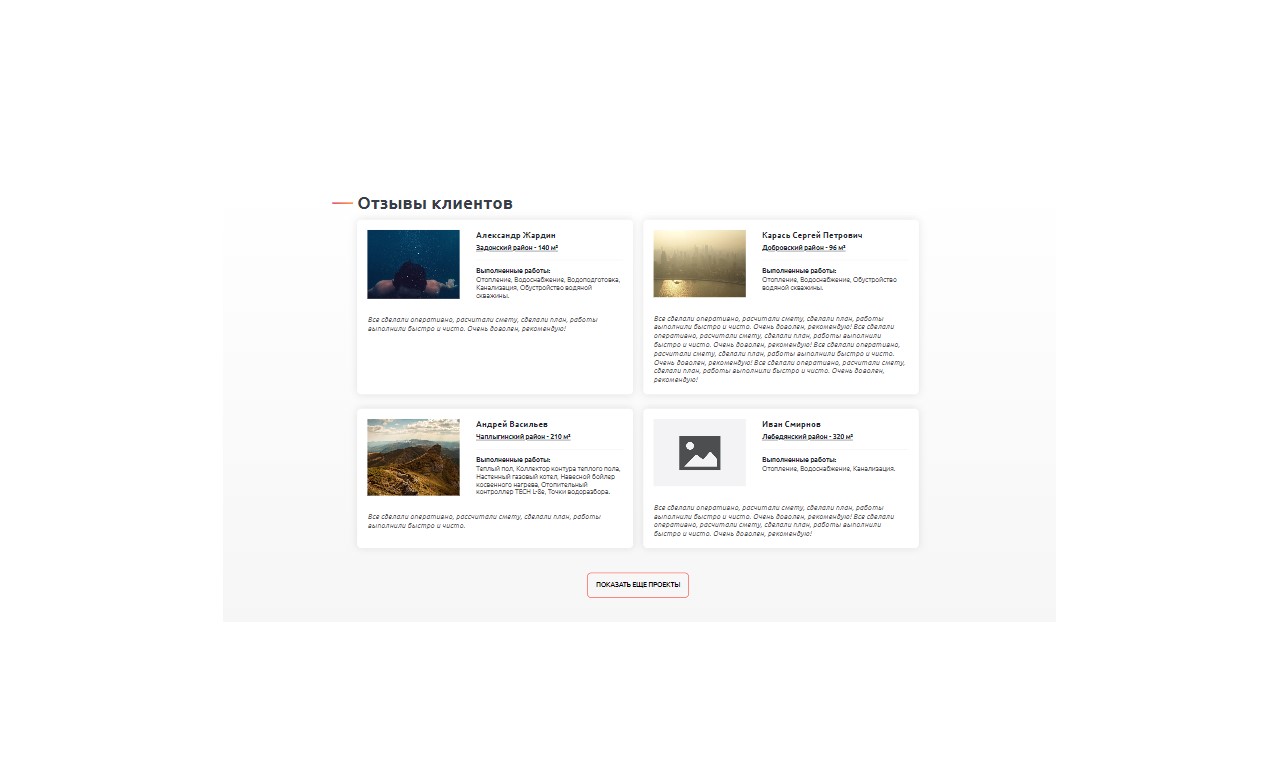 Отзывы клиентов
Александр Жардин
Задонский район - 140 м²
Выполненные работы:
Отопление, Водоснабжение, Водоподготовка,
Канализация, Обустройство водяной
скважины.
Все сделали оперативно, расчитали смету, сделали план, работы
выполнили быстро и чисто. Очень доволен, рекомендую!
Карась Сергей Петрович
Добровский район - 96 м²
Выполненные работы:
Отопление, Водоснабжение, Обустройство
водяной скважины.
Все сделали оперативно, расчитали смету, сделали план, работы
выполнили быстро и чисто. Очень доволен, рекомендую! Все сделали
оперативно, расчитали смету, сделали план, работы выполнили
быстро и чисто. Очень доволен, рекомендую! Все сделали оперативно,
расчитали смету, сделали план, работы выполнили быстро и чисто.
Очень доволен, рекомендую! Все сделали оперативно, расчитали смету,
сделали план, работы выполнили быстро и чисто. Очень доволен,
рекомендую!
Андрей Васильев
Чаплыгинский район - 210 м²
Выполненные работы:
Теплый пол, Коллектор контура теплого пола,
Настенный газовый котел, Навесной бойлер
косвенного нагрева, Отопительный
контроллер TECH L-8e, Точки водоразбора.
Все сделали оперативно, рассчитали смету, сделали план, работы
выполнили быстро и чисто.
Иван Смирнов
Лебедянский район - 320 м²
Выполненные работы:
Отопление, Водоснабжение, Канализация.
Все сделали оперативно, расчитали смету, сделали план, работы
выполнили быстро и чисто. Очень доволен, рекомендую! Все сделали
оперативно, расчитали смету, сделали план, работы выполнили
быстро и чисто. Очень доволен, рекомендую!
ПОКАЗАТЬ ЕЩЕ ПРОЕКТЫ